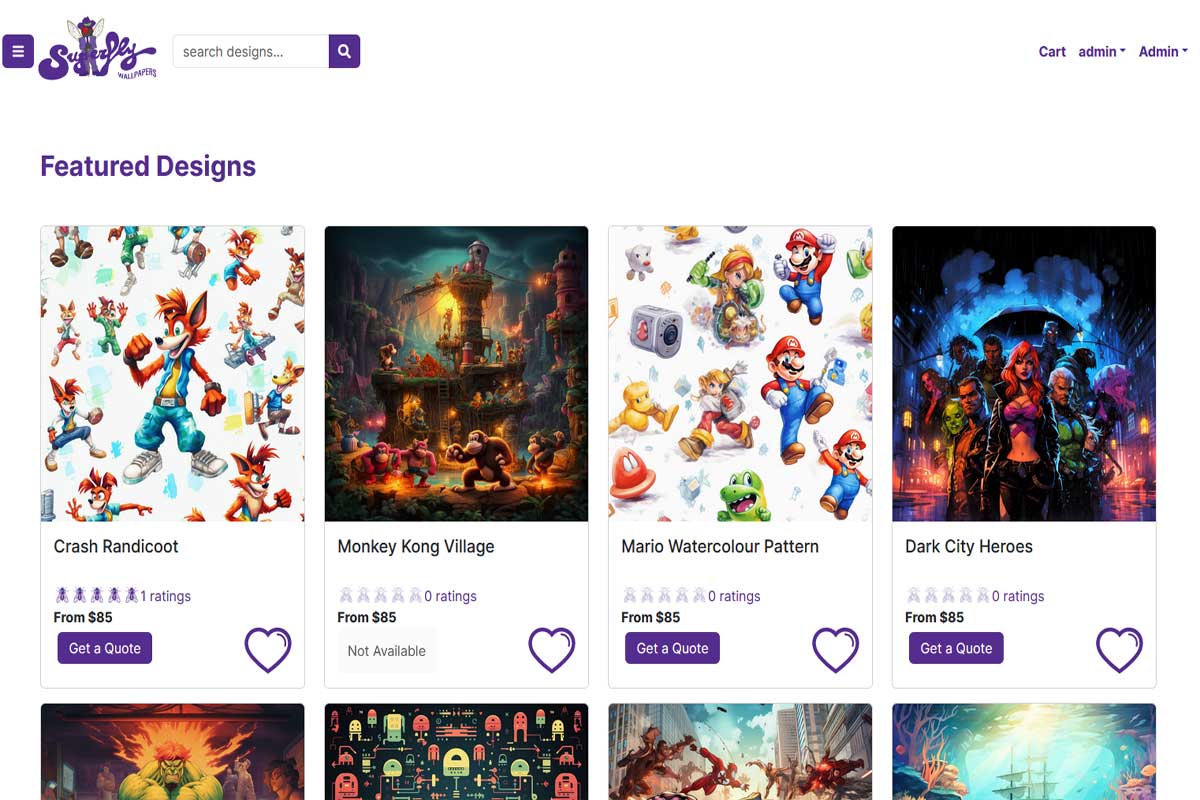 Superfly
WALLPAPERS
search designs...
Cart
admin
Admin
Featured Designs
Crash Randicoot
1 ratings
From $85
Get a Quote
Monkey Kong Village
0 ratings
From $85
Not Available
Mario Watercolour Pattern
0 ratings
From $85
Get a Quote
Dark City Heroes
0 ratings
From $85
Get a Quote